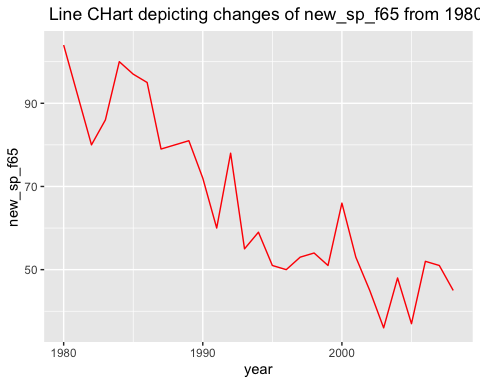 Line CHart depicting changes of new_sp_f65 from 1980
new_sp_f65
90
70
50
1980
1990
2000
year